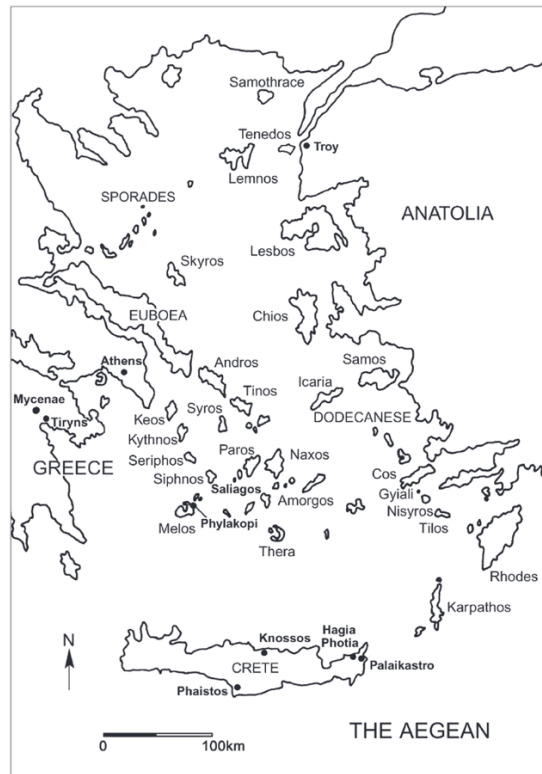 Samothrace
Tenedos
Troy
Lemnos
SPORADES
ANATOLIA
Lesbos
Skyros
EUBOEA
Chios
Athens
Andros
Samos
Icaria
Tinos
Mycenae
Tiryns
Keos
Syros
DODECANESE
Kythnos
Paros
Naxos
GREECE
Seriphos
Cos
Siphnos
Saliagos
Amorgos
Gyiali
Nisyros
Melos
Phylakopi
Tilos
Thera
Rhodes
Karpathos
N
Knossos
Hagia
Photia
CRETE
Palaikastro
Phaistos
THE AEGEAN
0 100km